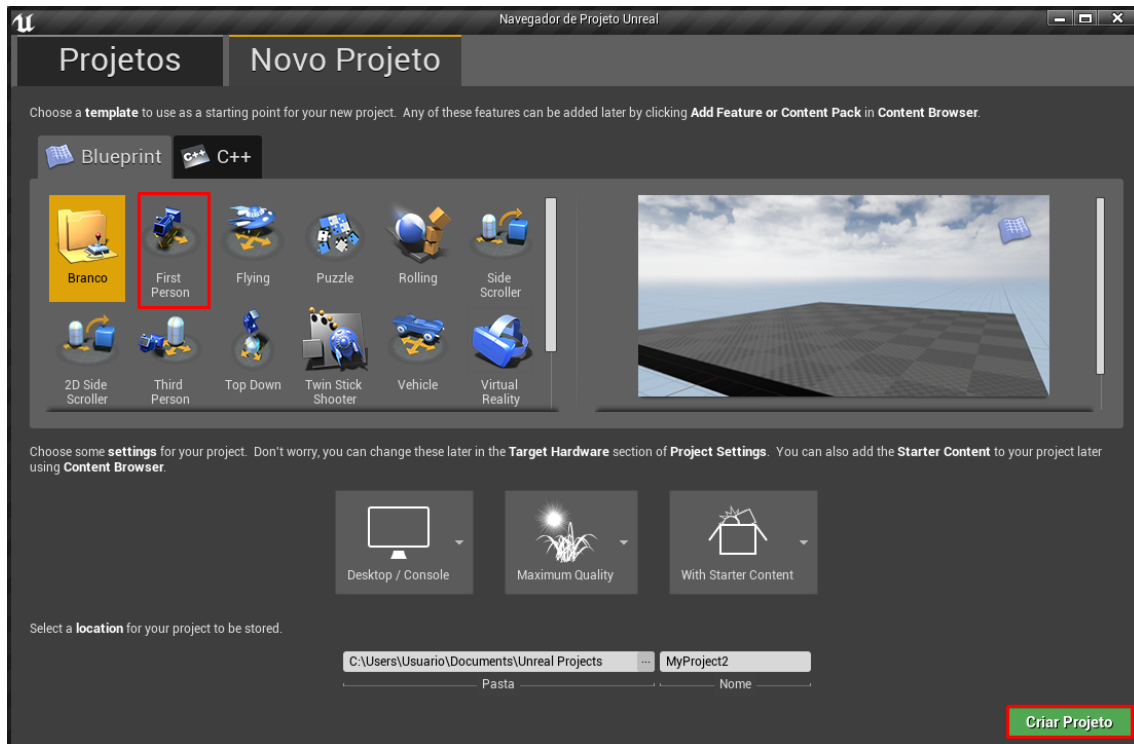 Navegador de Projeto Unreal
Projetos
Novo Projeto
Choose a template to use as a starting point for your new project. Any of these features can be added later by clicking Add Feature or Content Pack in Content Browser.
Blueprint
C++
C++
Branco
First
Person
Flying
Puzzle
Rolling
Side
Scroller
2D Side
Scroller
Third
Person
Top Down
Twin Stick
Shooter
Vehicle
Virtual
Reality
Choose some settings for your project. Don't worry, you can change these later in the Target Hardware section of Project Settings. You can also add the Starter Content to your project later
using Content Browser.
Desktop / Console
Maximum Quality
With Starter Content
Select a location for your project to be stored.
C:\Users\Usuario\Documents\Unreal Projects
...
MyProject2
Pasta
Nome
Criar Projeto